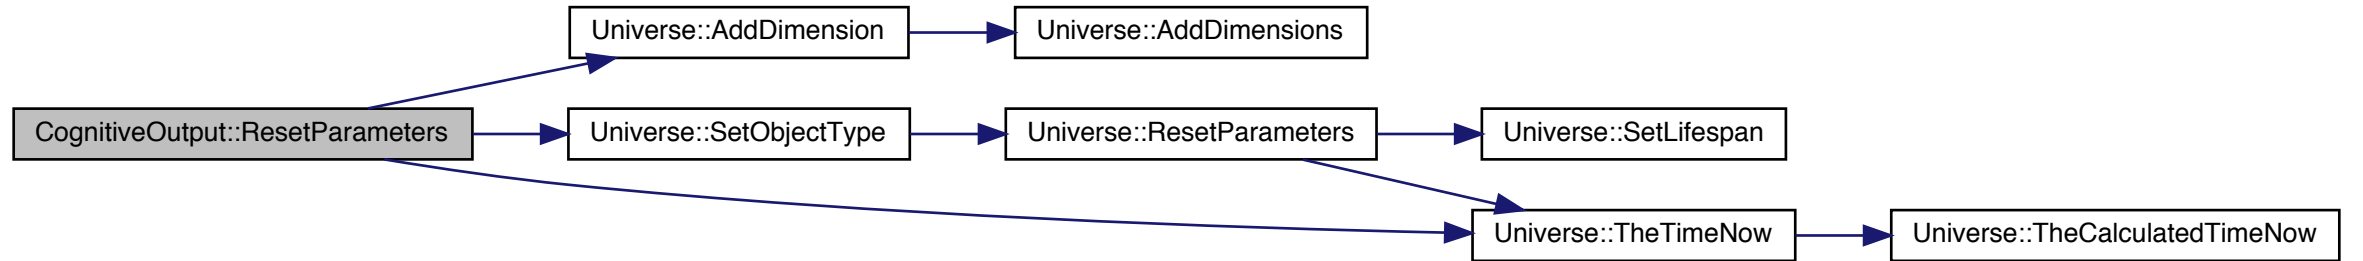 Universe::AddDimension
Universe::AddDimensions
CognitiveOutput::ResetParameters
Universe::SetObjectType
Universe::ResetParameters
Universe::SetLifespan
Universe::TheTimeNow
Universe::TheCalculatedTimeNow